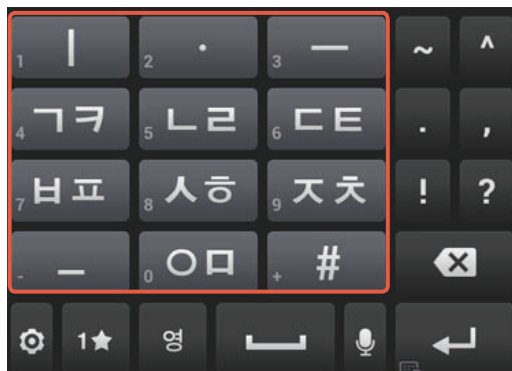 1 ㅣ 2 · 3 ㅡ ~ ^
4 ㄱㅋ 5 ㄴㄹ 6 ㄷㅌ . ,
7 ㅂㅍ 8 ㅅㅎ 9 ㅈㅊ ! ?
- _ 0 ㅇㅁ + #
1★ 영